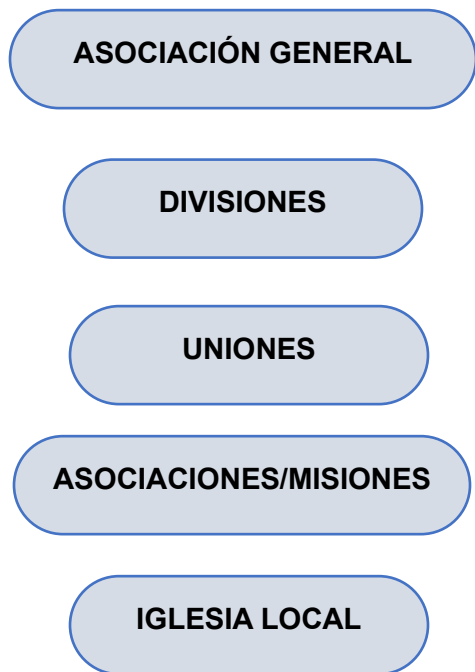 ASOCIACIÓN GENERAL
DIVISIONES
UNIONES
ASOCIACIONES/MISIONES
IGLESIA LOCAL